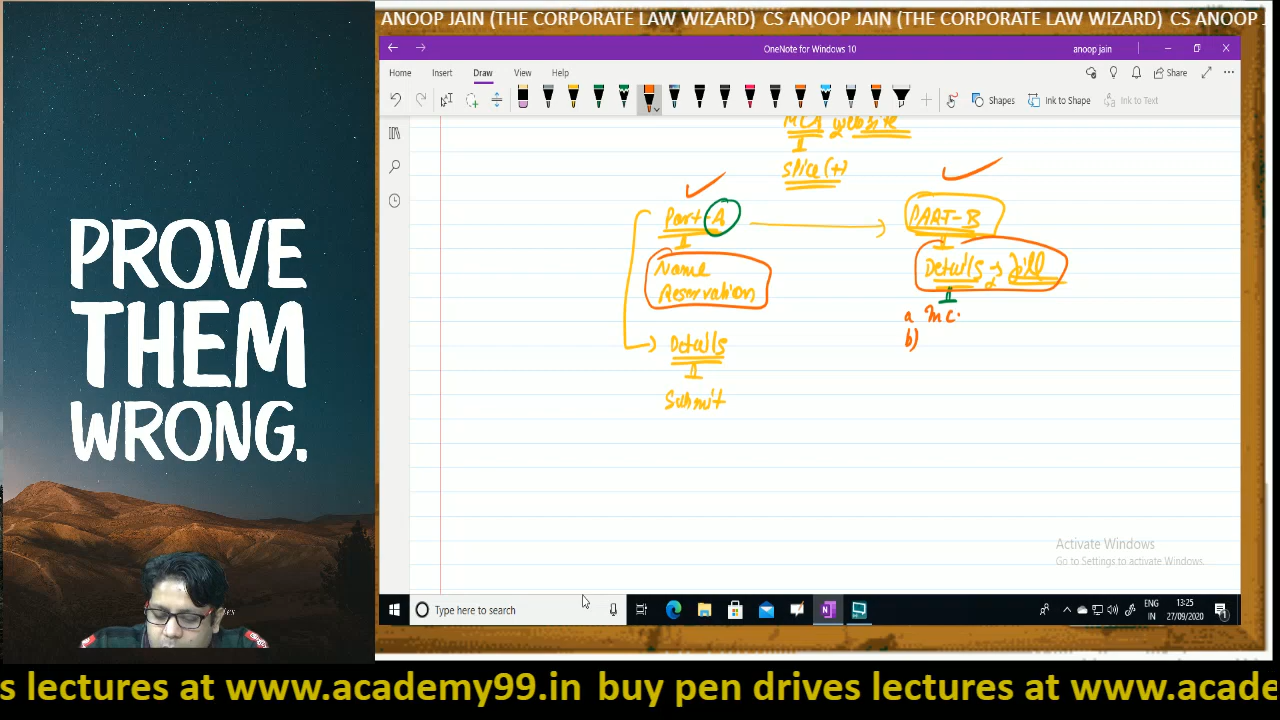 ANOOP JAIN (THE CORPORATE LAW WIZARD) CS ANOOP JAIN (THE CORPORATE LAW WIZARD) CS ANOOP J
OneNote for Windows 10
anoop jain
Home Insert Draw View Help
Share
Shapes
Ink to Shape
Ink to Text
MCA website
spice (+)
Part-A
PART-B
Name
Reservation
Details → fill
a mc.
b)
Details
Submit
PROVE
THEM
WRONG.
Activate Windows
Go to Settings to activate Windows.
Type here to search
ENG
IN
13:25
27/09/2020
s lectures at www.academy99.in buy pen drives lectures at www.acade